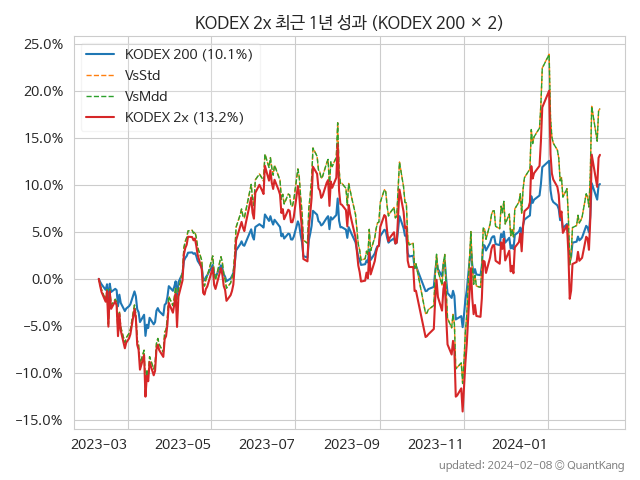 KODEX 2x 최근 1년 성과 (KODEX 200 × 2)
25.0%
20.0%
15.0%
10.0%
5.0%
0.0%
−5.0%
−10.0%
−15.0%
KODEX 200 (10.1%)
VsStd
VsMdd
KODEX 2x (13.2%)
2023-03
2023-05
2023-07
2023-09
2023-11
2024-01
updated: 2024-02-08 © QuantKang